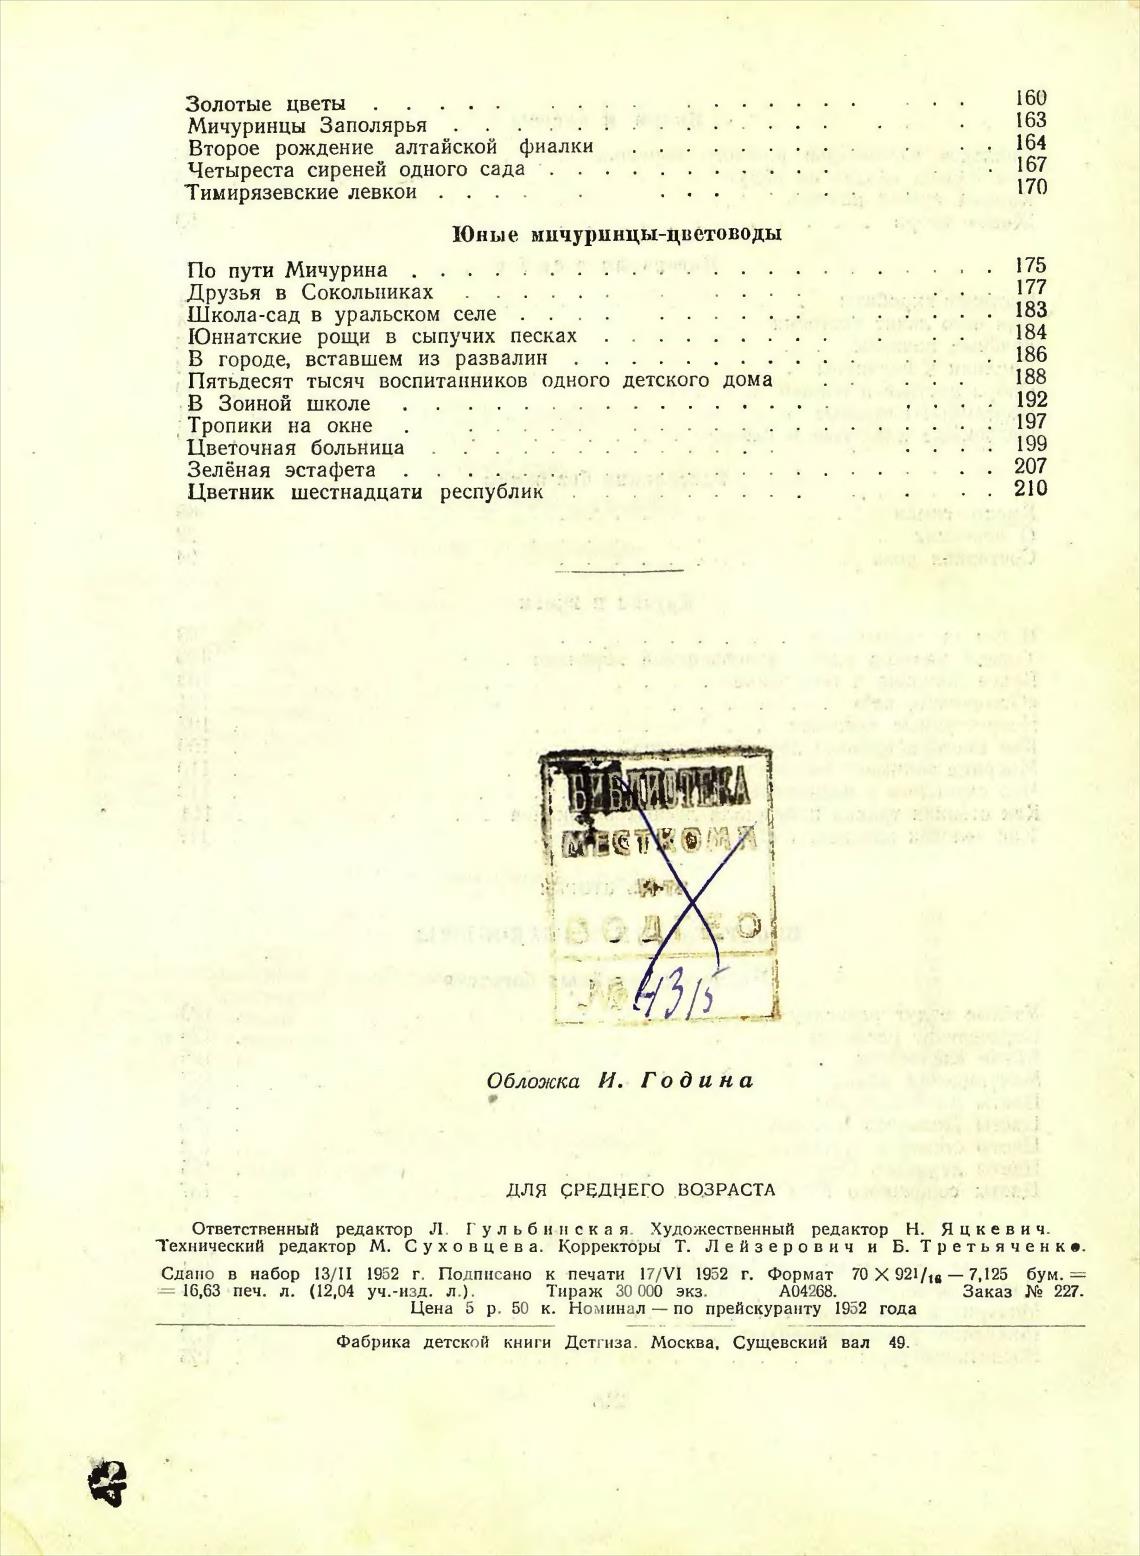 Золотые цветы . . . . . . . . . . . . . . . . . . . . 160
Мичуринцы Заполярья . . . . . . . . . . . . . . . . . . 163
Второе рождение алтайской фиалки . . . . . . . . . . . . 164
Четыреста сиреней одного сада . . . . . . . . . . . . . 167
Тимирязевские левкои . . . . . . . . . . . . . 170
Юные мичуринцы-цветоводы
По пути Мичурина . . . . . . . . . . . . . . . . . . . . 175
Друзья в Сокольниках . . . . . . . . . . . . . . . . 177
Школа-сад в уральском селе . . . . . . . . . . . . . . . 183
Юннатские рощи в сыпучих песках . . . . . . . . . . . . 184
В городе, вставшем из развалин . . . . . . . . . . . . . 186
Пятьдесят тысяч воспитанников одного детского дома . . . . . . 188
В Зоиной школе . . . . . . . . . . . . . . . . . . . . 192
Тропики на окне . . . . . . . . . . . . . . . . . . . . 197
Цветочная больница . . . . . . . . . . . . . . . . . . . 199
Зелёная эстафета . . . . . . . . . . . . . . . . . . . . 207
Цветник шестнадцати республик . . . . . . . . . . . . . 210
БИБЛИОТЕКА
МЕСТКОМА
4315
Обложка И. Година
ДЛЯ СРЕДНЕГО ВОЗРАСТА
Ответственный редактор Л. Гульбинская. Художественный редактор Н. Яцкевич.
Технический редактор М. Суховцева. Корректоры Т. Лейзерович и Б. Третьяченко.
Сдано в набор 13/II 1952 г. Подписано к печати 17/VI 1952 г. Формат 70 X 921/16 — 7,125 бум. =
= 16,63 печ. л. (12,04 уч.-изд. л.). Тираж 30 000 экз. А04268. Заказ № 227.
Цена 5 р. 50 к. Номинал — по прейскуранту 1952 года
Фабрика детской книги Детгиза. Москва, Сущевский вал 49.